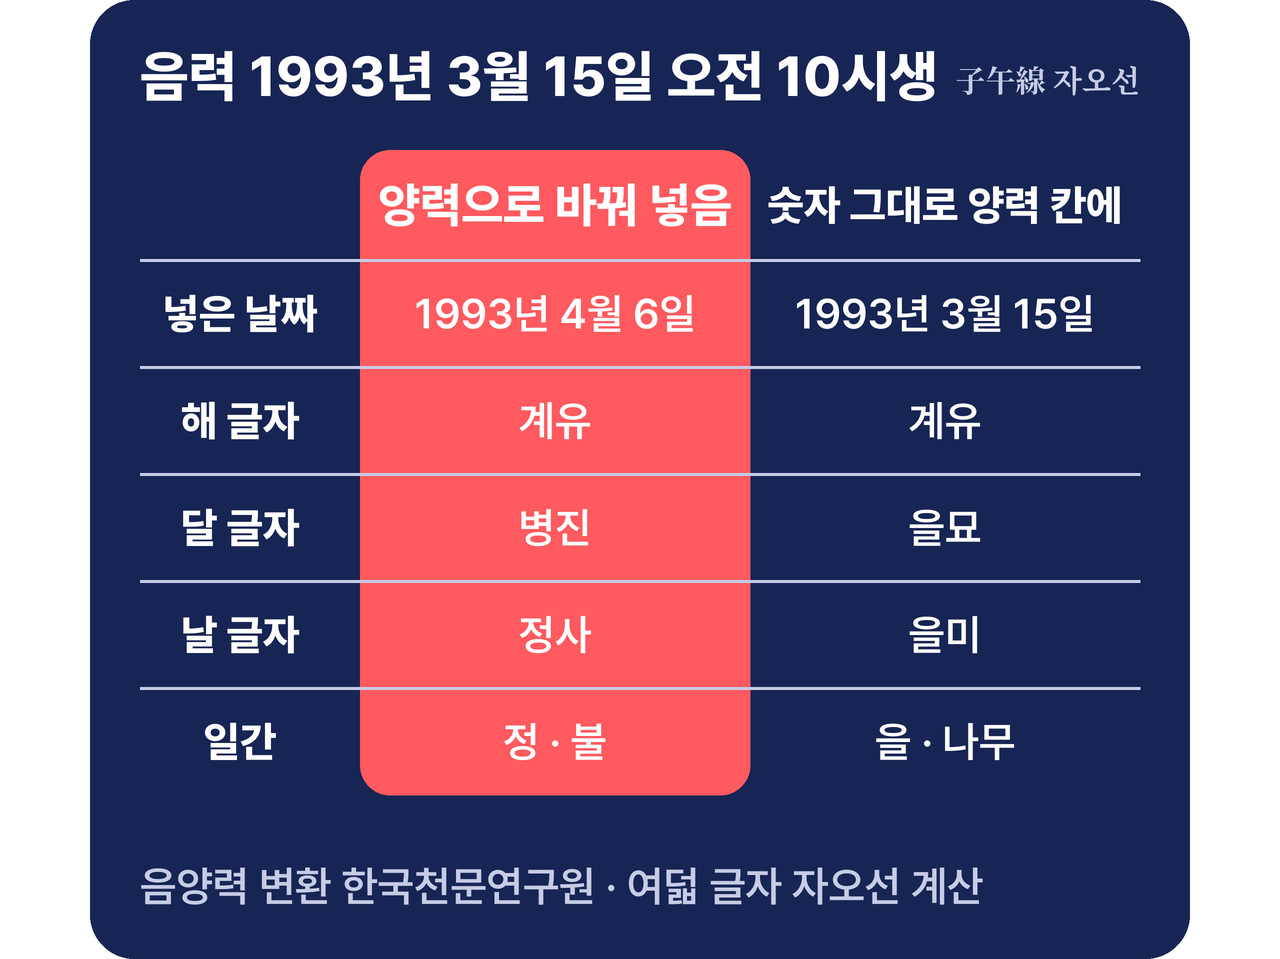 음력 1993년 3월 15일 오전 10시생 子午線 자오선
양력으로 바꿔 넣음 숫자 그대로 양력 칸에
넣은 날짜 1993년 4월 6일 1993년 3월 15일
해 글자 계유 계유
달 글자 병진 을묘
날 글자 정사 을미
일간 정 · 불 을 · 나무
음양력 변환 한국천문연구원 · 여덟 글자 자오선 계산